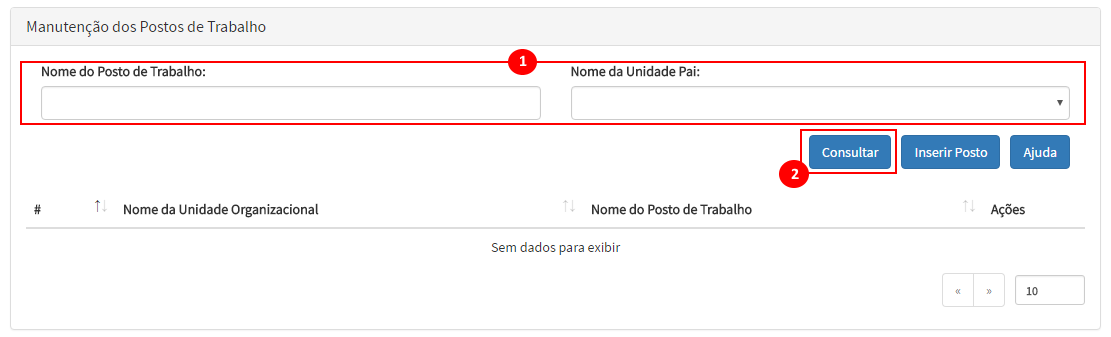 Manutenção dos Postos de Trabalho
1
Nome do Posto de Trabalho: Nome da Unidade Pai:
Consultar Inserir Posto Ajuda
2
# Nome da Unidade Organizacional Nome do Posto de Trabalho Ações
Sem dados para exibir
« » 10